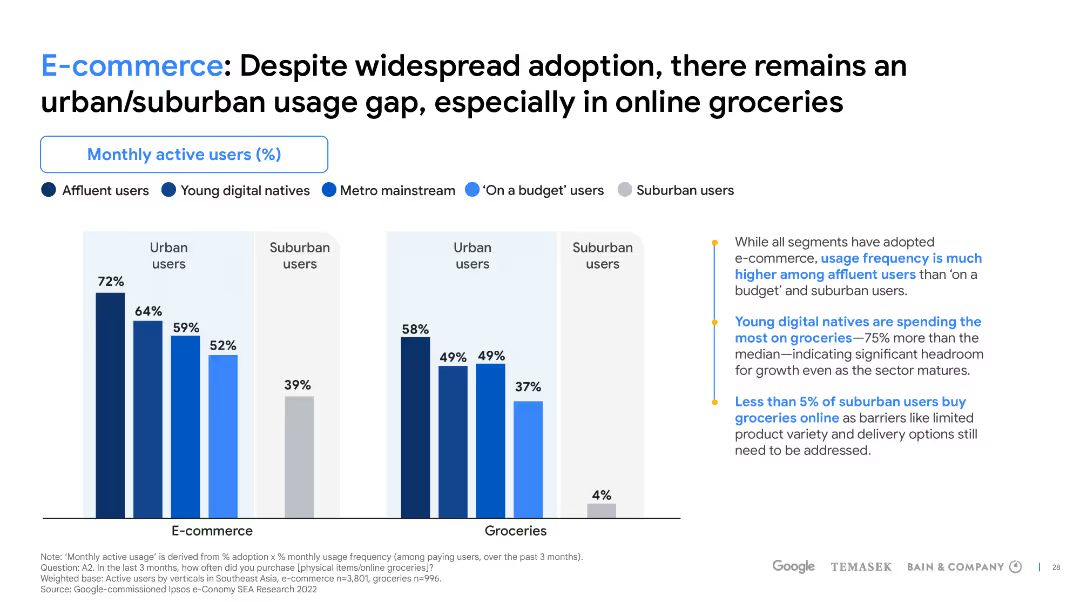 E-commerce: Despite widespread adoption, there remains an
urban/suburban usage gap, especially in online groceries
Monthly active users (%)
Affluent users
Young digital natives
Metro mainstream
'On a budget' users
Suburban users
Urban
users
Suburban
users
72%
64%
59%
52%
39%
E-commerce
Urban
users
Suburban
users
58%
49%
49%
37%
4%
Groceries
While all segments have adopted
e-commerce, usage frequency is much
higher among affluent users than 'on a
budget' and suburban users.
Young digital natives are spending the
most on groceries—75% more than the
median—indicating significant headroom
for growth even as the sector matures.
Less than 5% of suburban users buy
groceries online as barriers like limited
product variety and delivery options still
need to be addressed.
Note: 'Monthly active usage' is derived from % adoption x % monthly usage frequency (among paying users, over the past 3 months).
Question: A2. In the last 3 months, how often did you purchase [physical items/online groceries]?
Weighted base: Active users by verticals in Southeast Asia, e-commerce n=3,801, groceries n=996.
Source: Google-commissioned Ipsos e-Conomy SEA Research 2022
Google TEMASEK BAIN & COMPANY | 28